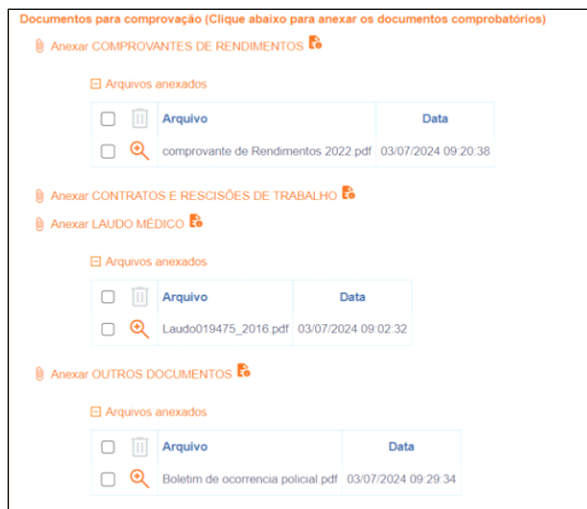 Documentos para comprovação (Clique abaixo para anexar os documentos comprobatórios)
Anexar COMPROVANTES DE RENDIMENTOS
Arquivos anexados
Arquivo Data
comprovante de Rendimentos 2022.pdf 03/07/2024 09:20:38
Anexar CONTRATOS E RESCISÕES DE TRABALHO
Anexar LAUDO MÉDICO
Arquivos anexados
Arquivo Data
Laudo019475_2016.pdf 03/07/2024 09:02:32
Anexar OUTROS DOCUMENTOS
Arquivos anexados
Arquivo Data
Boletim de ocorrencia policial.pdf 03/07/2024 09:29:34